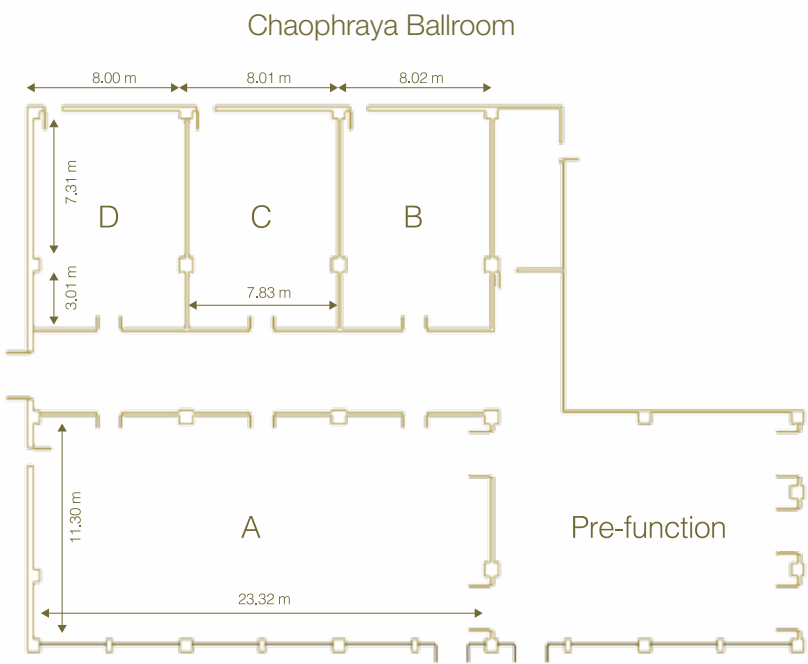 Chaophraya Ballroom
8.00 m
8.01 m
8.02 m
7.31 m
D
C
B
3.01 m
7.83 m
11.30 m
A
Pre-function
23.32 m